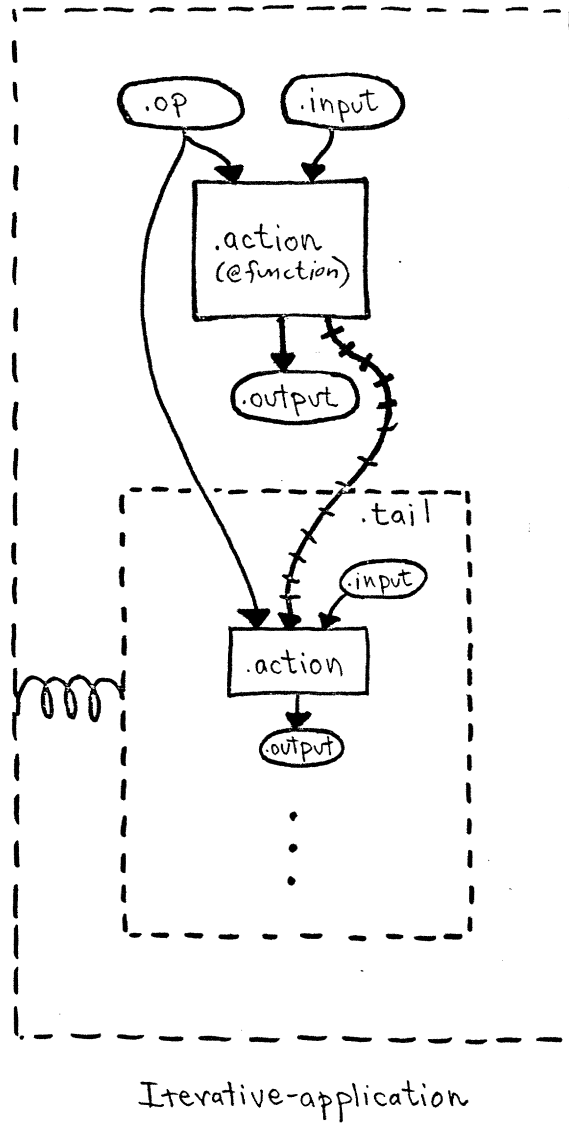 .op
.input
.action
(@function)
.output
.tail
.input
.action
.output
Iterative-application